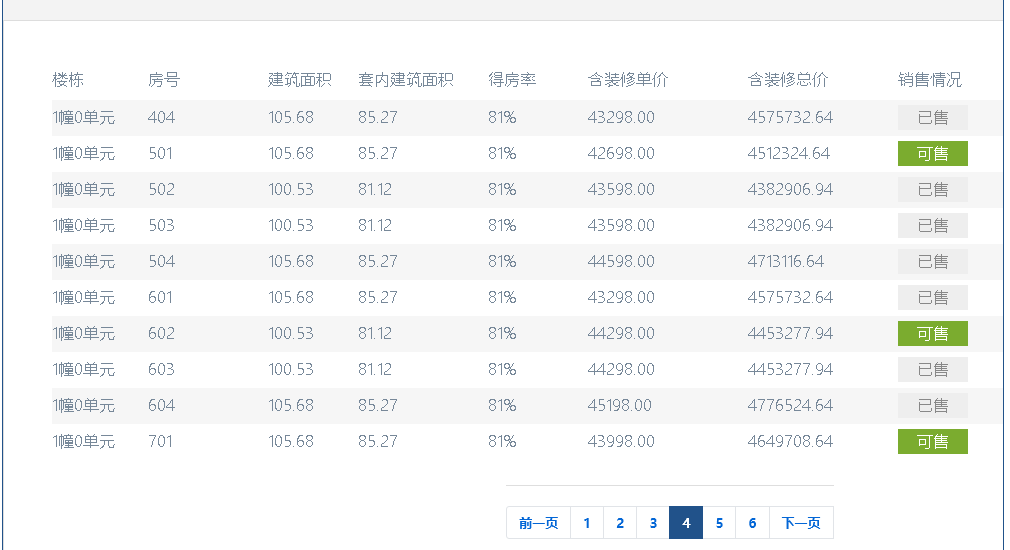 楼栋 房号 建筑面积 套内建筑面积 得房率 含装修单价 含装修总价 销售情况
1幢0单元 404 105.68 85.27 81% 43298.00 4575732.64 已售
1幢0单元 501 105.68 85.27 81% 42698.00 4512324.64 可售
1幢0单元 502 100.53 81.12 81% 43598.00 4382906.94 已售
1幢0单元 503 100.53 81.12 81% 43598.00 4382906.94 已售
1幢0单元 504 105.68 85.27 81% 44598.00 4713116.64 已售
1幢0单元 601 105.68 85.27 81% 43298.00 4575732.64 已售
1幢0单元 602 100.53 81.12 81% 44298.00 4453277.94 可售
1幢0单元 603 100.53 81.12 81% 44298.00 4453277.94 已售
1幢0单元 604 105.68 85.27 81% 45198.00 4776524.64 已售
1幢0单元 701 105.68 85.27 81% 43998.00 4649708.64 可售
前一页 1 2 3 4 5 6 下一页